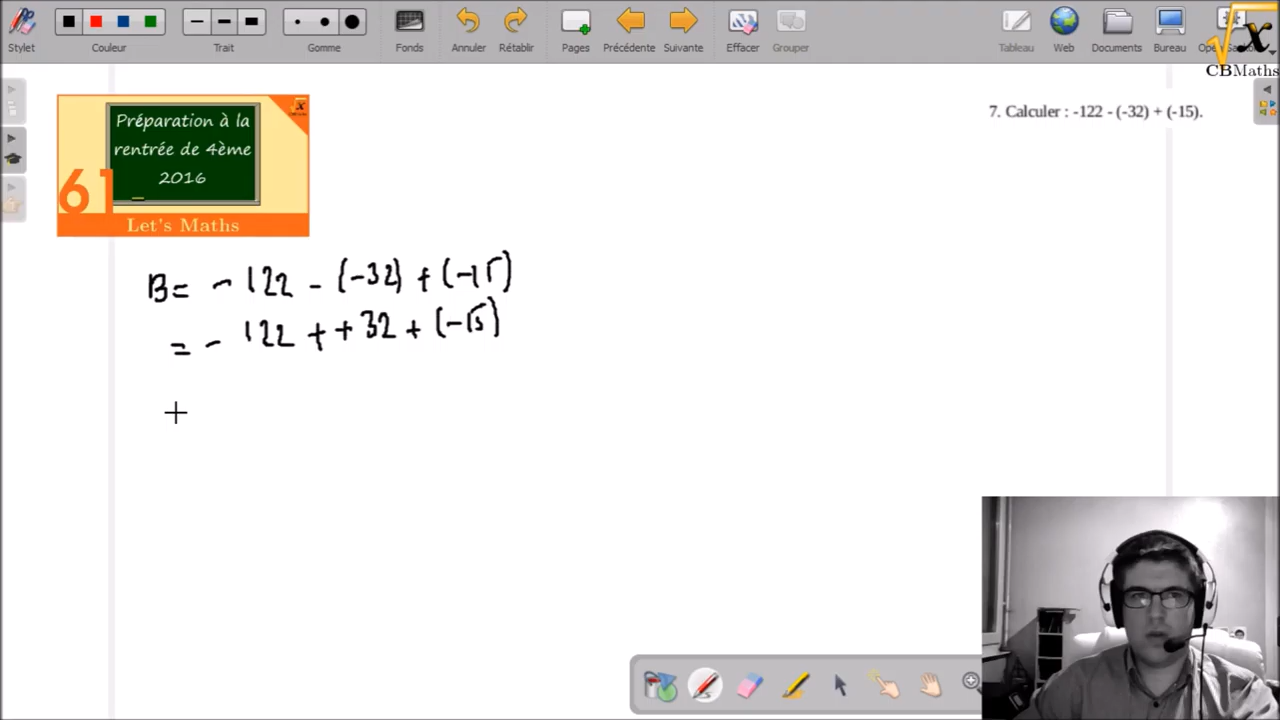 Stylet
Couleur
Trait
Gomme
Fonds
Annuler
Rétablir
Pages
Précédente
Suivante
Effacer
Grouper
Tableau
Web
Documents
Bureau
CBMaths
7. Calculer : -122 - (-32) + (-15).
Préparation à la
rentrée de 4ème
2016
61
Let's Maths
B= -122 - (-32) + (-15)
= - 122 + +32 + (-15)